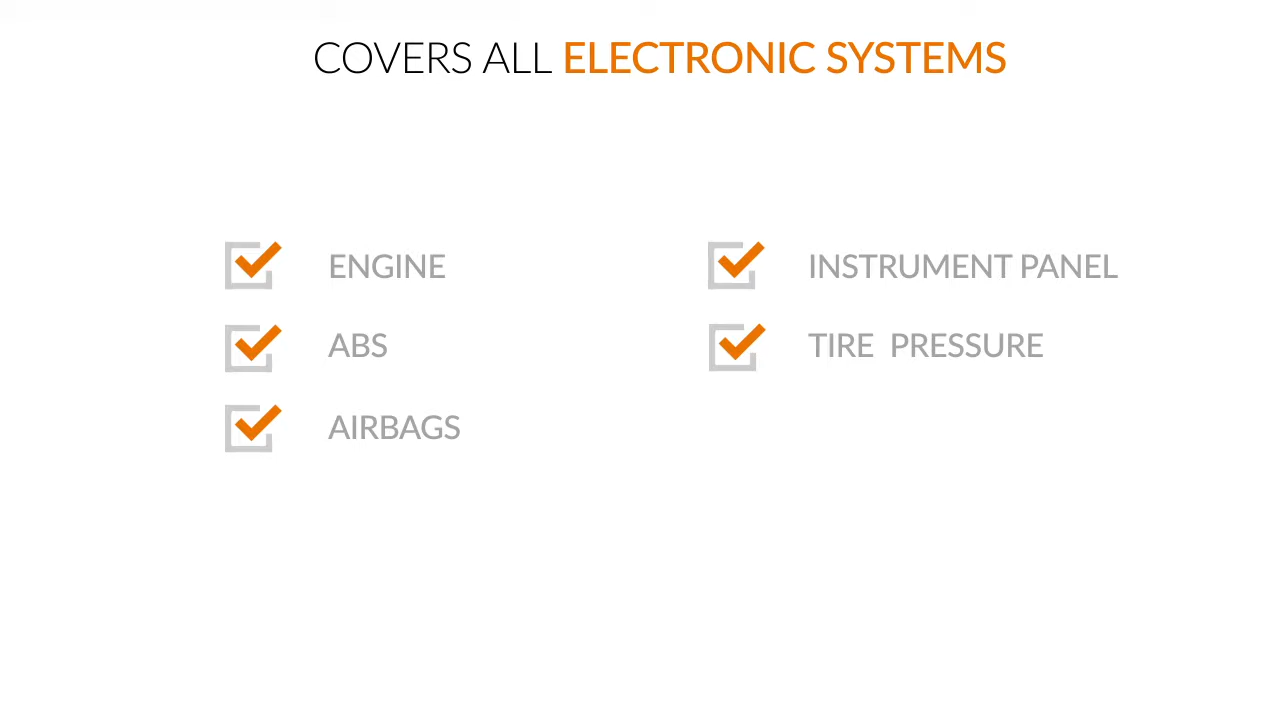 COVERS ALL ELECTRONIC SYSTEMS
ENGINE
ABS
AIRBAGS
INSTRUMENT PANEL
TIRE PRESSURE